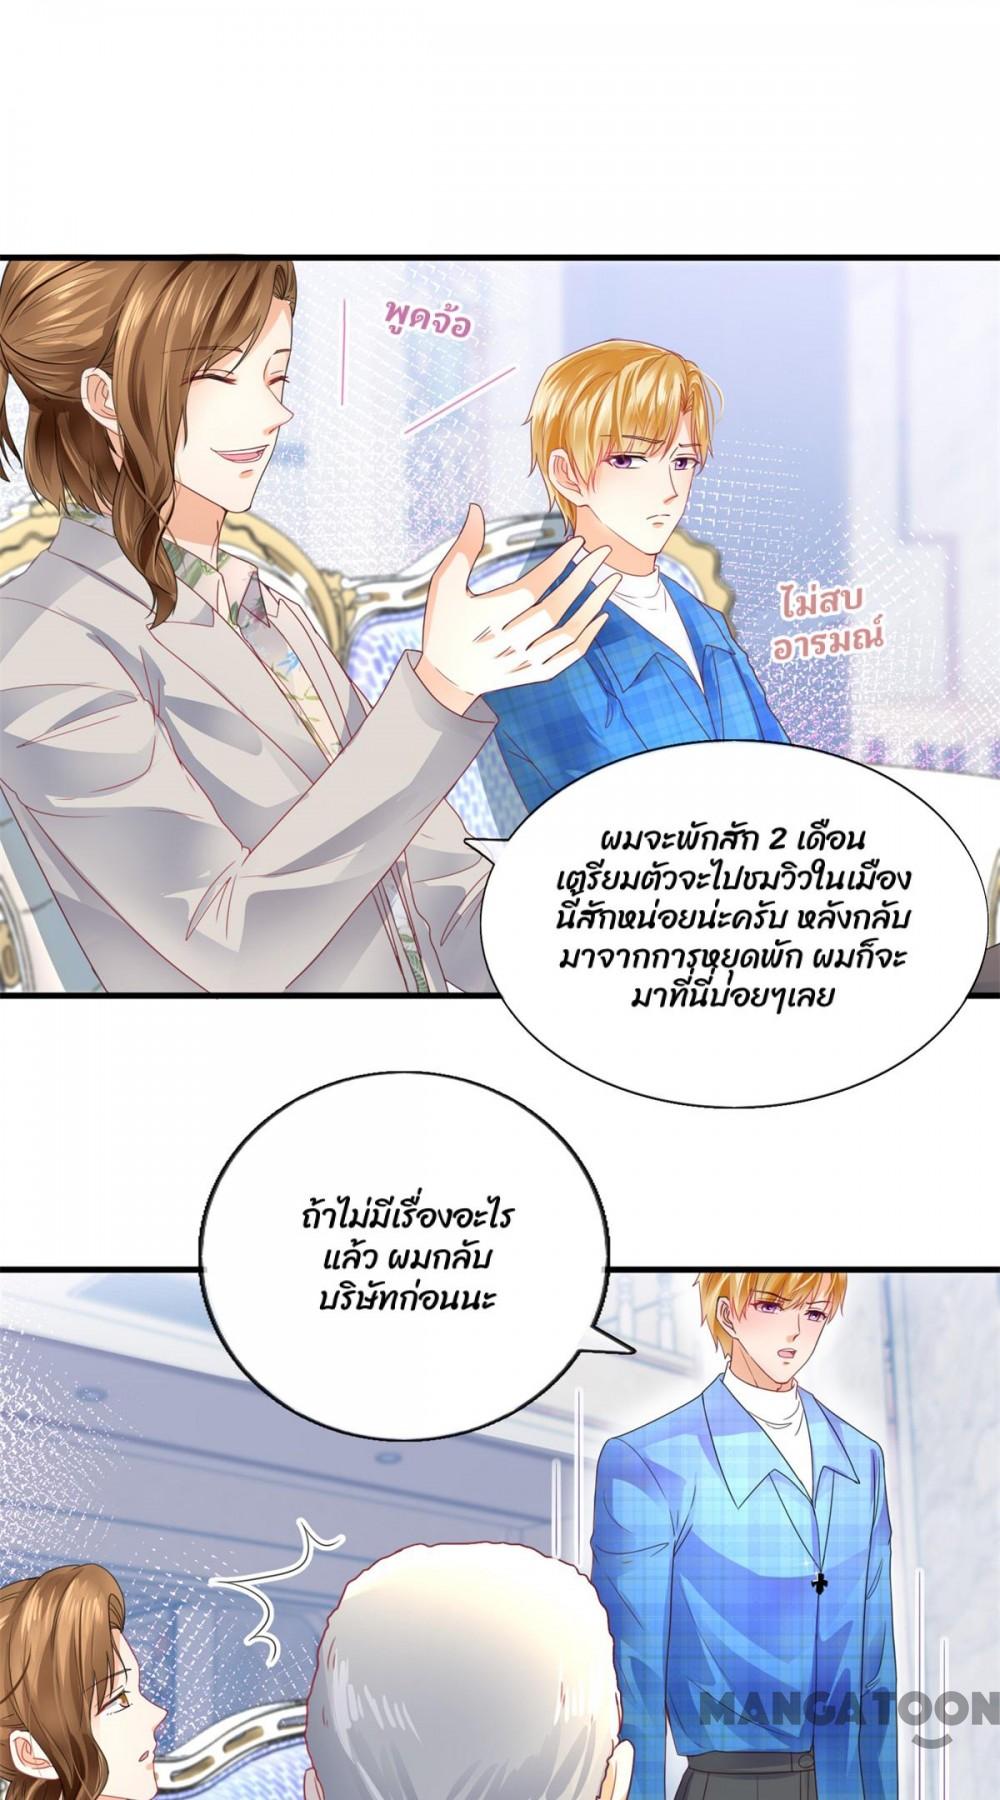 พูดจ้อ
ไม่สบ
อารมณ์
ผมจะพักสัก 2 เดือน
เตรียมตัวจะไปชมวิวในเมือง
นี้สักหน่อยน่ะครับ หลังกลับ
มาจากการหยุดพัก ผมก็จะ
มาที่นี่บ่อยๆเลย
ถ้าไม่มีเรื่องอะไร
แล้ว ผมกลับ
บริษัทก่อนนะ
MANGATOON